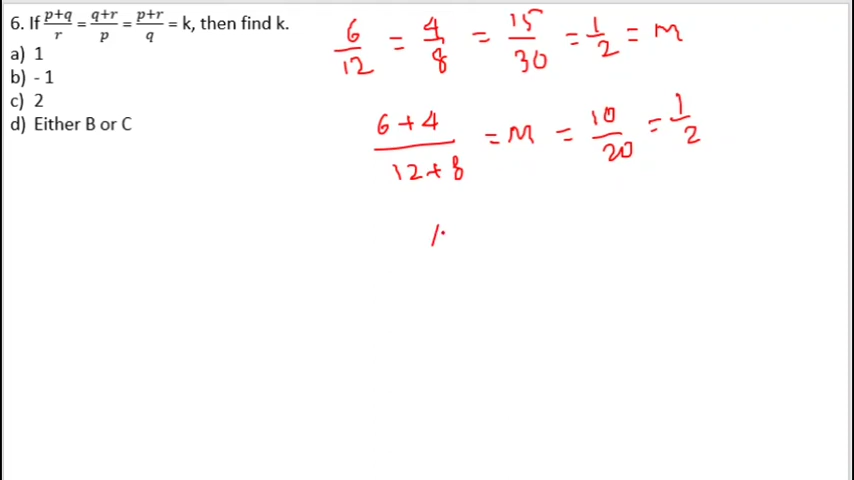 6. If p+q/r = q+r/p = p+r/q = k, then find k.
a) 1
b) - 1
c) 2
d) Either B or C
6/12 = 4/8 = 15/30 = 1/2 = m
6+4/12+8 = m = 10/20 = 1/2